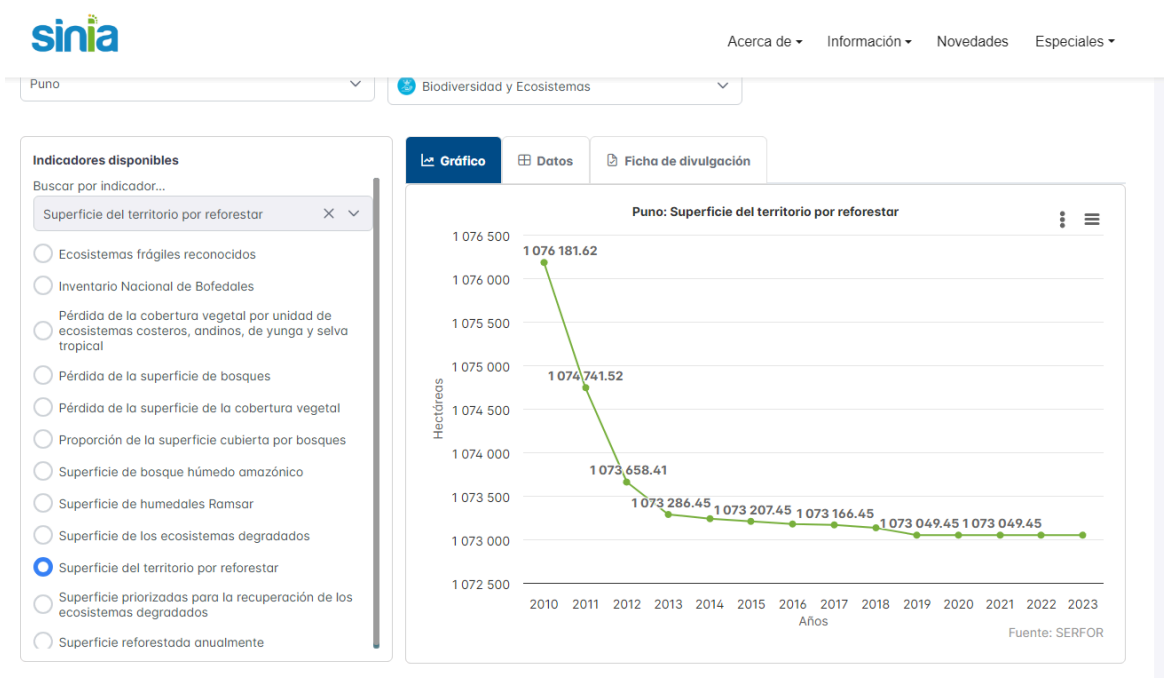 sinia
Acerca de
Información
Novedades
Especiales
Puno
Biodiversidad y Ecosistemas
Indicadores disponibles
Buscar por indicador...
Superficie del territorio por reforestar
Ecosistemas frágiles reconocidos
Inventario Nacional de Bofedales
Pérdida de la cobertura vegetal por unidad de
ecosistemas costeros, andinos, de yunga y selva
tropical
Pérdida de la superficie de bosques
Pérdida de la superficie de la cobertura vegetal
Proporción de la superficie cubierta por bosques
Superficie de bosque húmedo amazónico
Superficie de humedales Ramsar
Superficie de los ecosistemas degradados
Superficie del territorio por reforestar
Superficie priorizadas para la recuperación de los
ecosistemas degradados
Superficie reforestada anualmente
Gráfico
Datos
Ficha de divulgación
Puno: Superficie del territorio por reforestar
Hectáreas
1 076 500
1 076 000
1 075 500
1 075 000
1 074 500
1 074 000
1 073 500
1 073 000
1 072 500
1 076 181.62
1 074 741.52
1 073 658.41
1 073 286.45
1 073 207.45
1 073 166.45
1 073 049.45
1 073 049.45
2010 2011 2012 2013 2014 2015 2016 2017 2018 2019 2020 2021 2022 2023
Años
Fuente: SERFOR